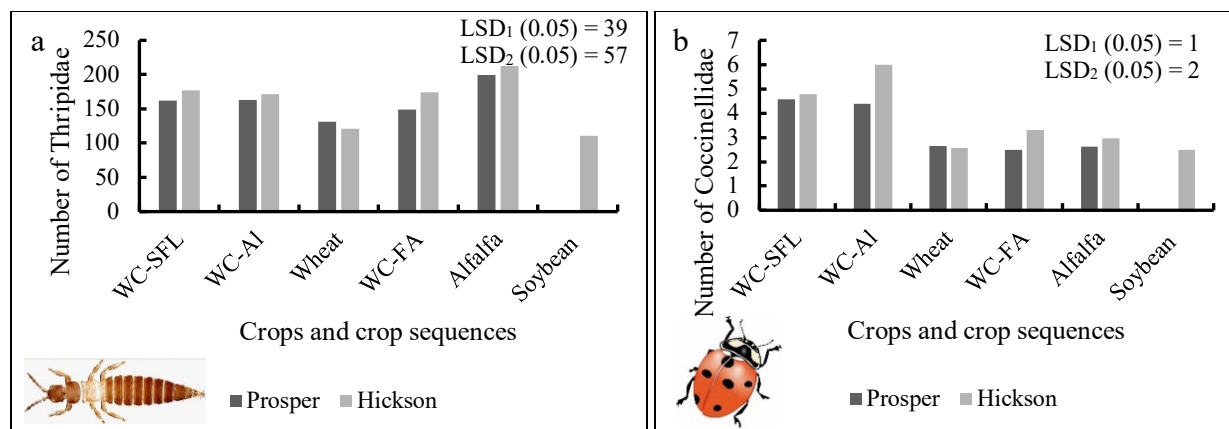 a
LSD₁ (0.05) = 39
LSD₂ (0.05) = 57
Number of Thripidae
250
200
150
100
50
0
WC-SFL
WC-Al
Wheat
WC-FA
Alfalfa
Soybean
Crops and crop sequences
Prosper Hickson
b
LSD₁ (0.05) = 1
LSD₂ (0.05) = 2
Number of Coccinellidae
7
6
5
4
3
2
1
0
WC-SFL
WC-Al
Wheat
WC-FA
Alfalfa
Soybean
Crops and crop sequences
Prosper Hickson